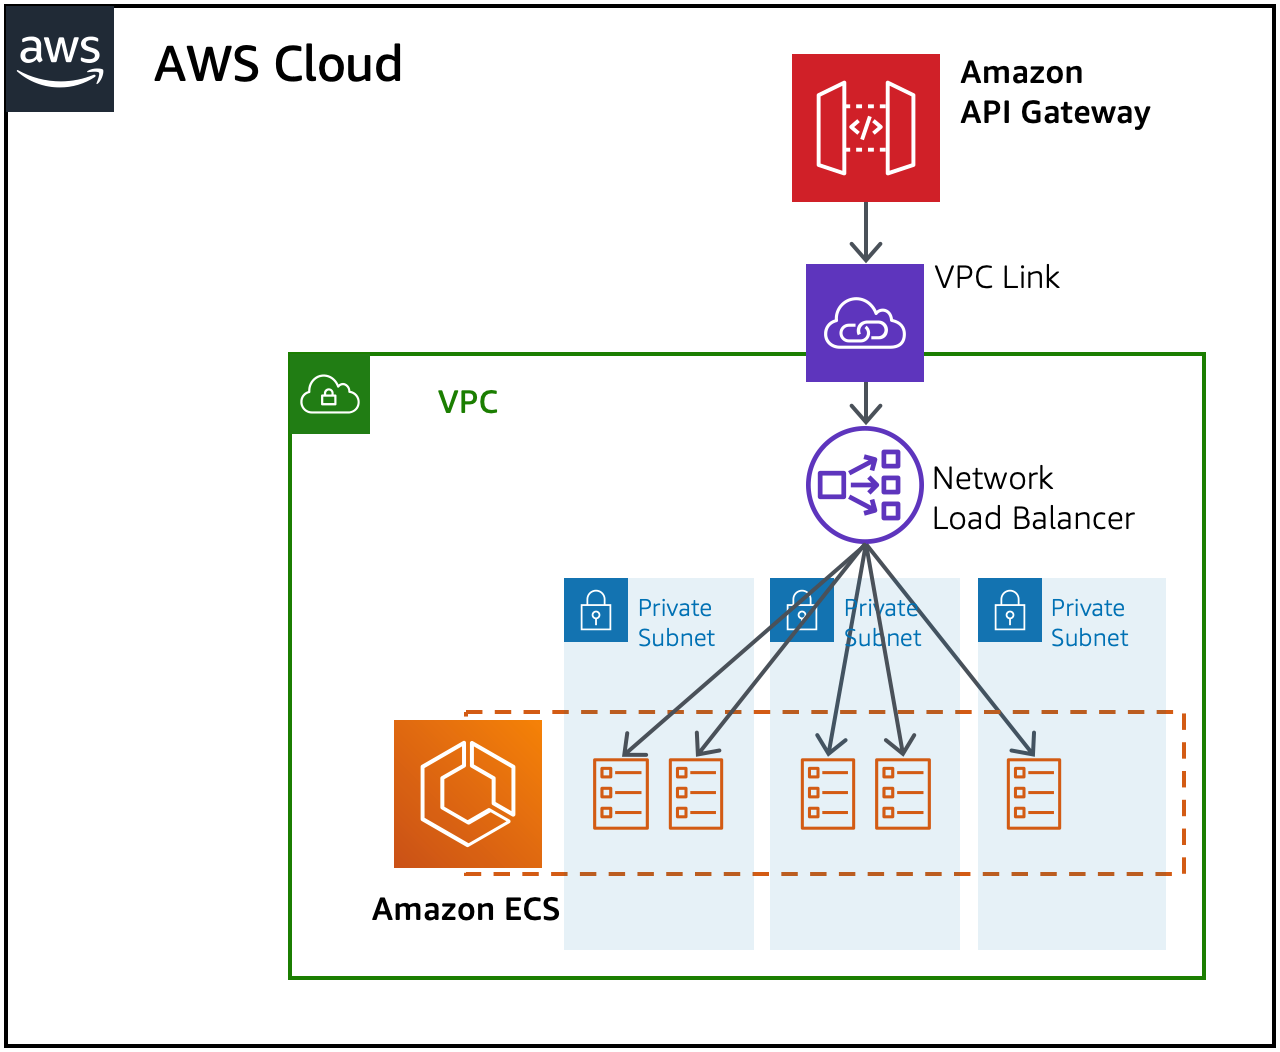 aws
AWS Cloud
Amazon
API Gateway
VPC Link
VPC
Network
Load Balancer
Private
Subnet
Private
Subnet
Private
Subnet
Amazon ECS